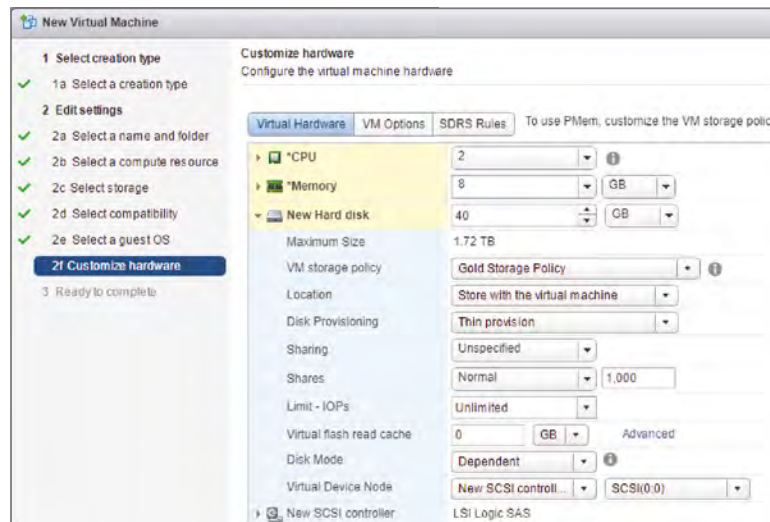 New Virtual Machine
1 Select creation type
1a Select a creation type
2 Edit settings
2a Select a name and folder
2b Select a compute resource
2c Select storage
2d Select compatibility
2e Select a guest OS
2f Customize hardware
3 Ready to complete
Customize hardware
Configure the virtual machine hardware
Virtual Hardware VM Options SDRS Rules To use PMem, customize the VM storage polic
*CPU 2
*Memory 8 GB
New Hard disk 40 GB
Maximum Size 1.72 TB
VM storage policy Gold Storage Policy
Location Store with the virtual machine
Disk Provisioning Thin provision
Sharing Unspecified
Shares Normal 1,000
Limit - IOPs Unlimited
Virtual flash read cache 0 GB Advanced
Disk Mode Dependent
Virtual Device Node New SCSI controll... SCSI(0:0)
New SCSI controller LSI Logic SAS